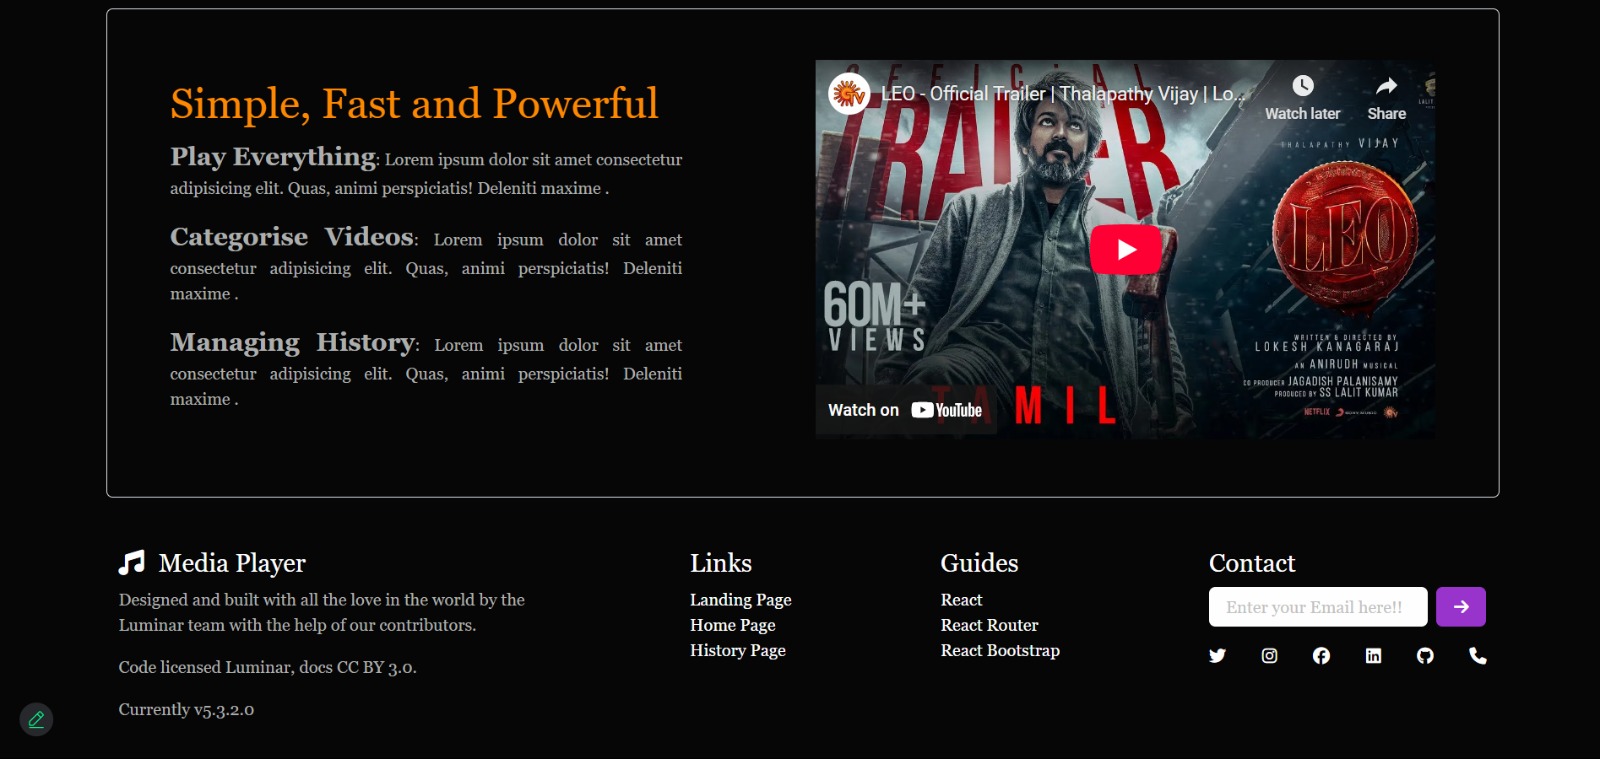 Simple, Fast and Powerful
Play Everything: Lorem ipsum dolor sit amet consectetur
adipisicing elit. Quas, animi perspiciatis! Deleniti maxime .
Categorise Videos: Lorem ipsum dolor sit amet
consectetur adipisicing elit. Quas, animi perspiciatis! Deleniti
maxime .
Managing History: Lorem ipsum dolor sit amet
consectetur adipisicing elit. Quas, animi perspiciatis! Deleniti
maxime .
OFFICIAL
TRAILER
LEO - Official Trailer | Thalapathy Vijay | Lo...
Watch later
Share
THALAPATHY VIJAY
LEO
60M+
VIEWS
WRITTEN & DIRECTED BY
LOKESH KANAGARAJ
AN ANIRUDH MUSICAL
CO PRODUCER JAGADISH PALANISAMY
PRODUCED BY SS LALIT KUMAR
NETFLIX
TAMIL
Watch on YouTube
Media Player
Designed and built with all the love in the world by the
Luminar team with the help of our contributors.
Code licensed Luminar, docs CC BY 3.0.
Currently v5.3.2.0
Links
Landing Page
Home Page
History Page
Guides
React
React Router
React Bootstrap
Contact
Enter your Email here!!